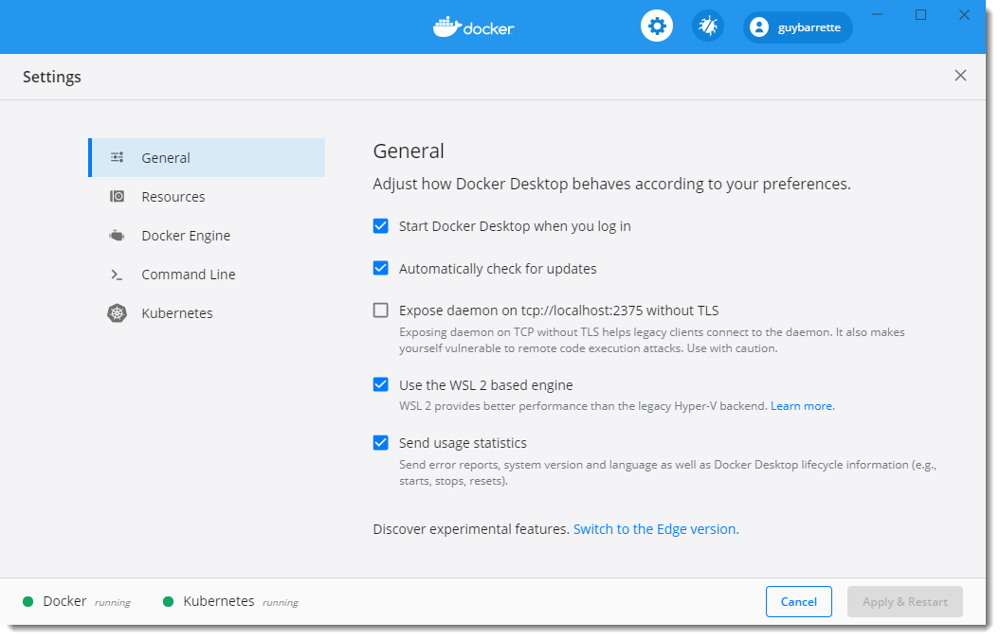 docker
guybarrette
Settings
General
Resources
Docker Engine
Command Line
Kubernetes
General
Adjust how Docker Desktop behaves according to your preferences.
Start Docker Desktop when you log in
Automatically check for updates
Expose daemon on tcp://localhost:2375 without TLS
Exposing daemon on TCP without TLS helps legacy clients connect to the daemon. It also makes
yourself vulnerable to remote code execution attacks. Use with caution.
Use the WSL 2 based engine
WSL 2 provides better performance than the legacy Hyper-V backend. Learn more.
Send usage statistics
Send error reports, system version and language as well as Docker Desktop lifecycle information (e.g.,
starts, stops, resets).
Discover experimental features. Switch to the Edge version.
Docker running Kubernetes running
Cancel Apply & Restart